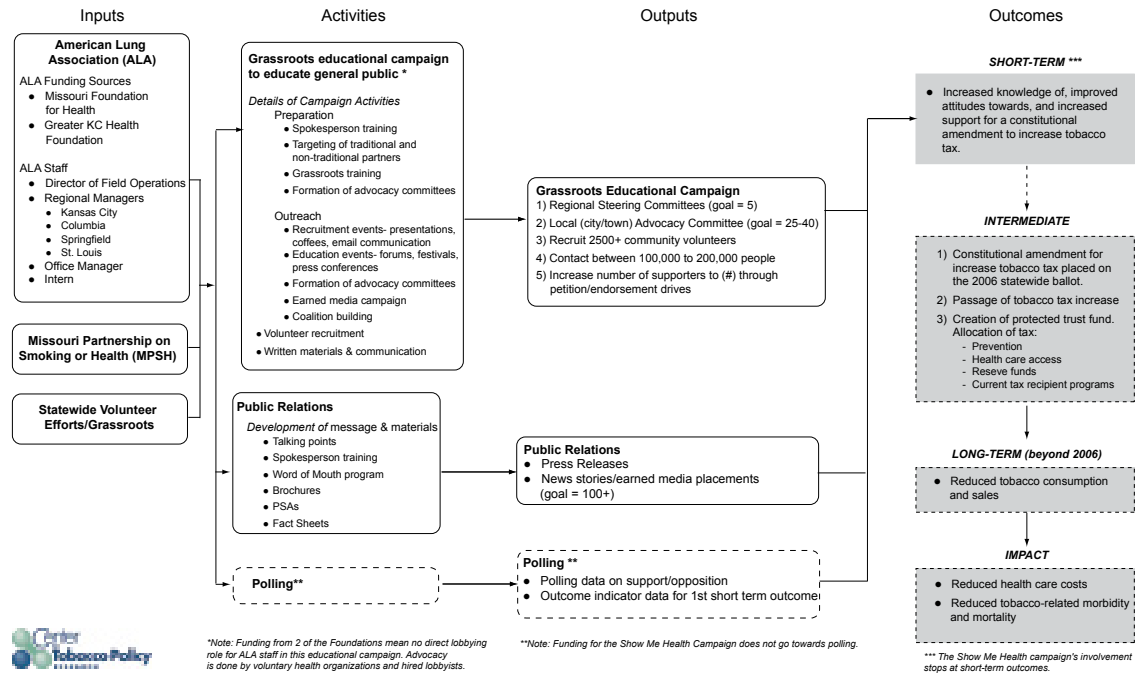 Inputs
Activities
Outputs
Outcomes
American Lung
Association (ALA)
ALA Funding Sources
● Missouri Foundation
for Health
● Greater KC Health
Foundation
ALA Staff
● Director of Field Operations
● Regional Managers
● Kansas City
● Columbia
● Springfield
● St. Louis
● Office Manager
● Intern
Missouri Partnership on
Smoking or Health (MPSH)
Statewide Volunteer
Efforts/Grassroots
Grassroots educational campaign
to educate general public *
Details of Campaign Activities
Preparation
● Spokesperson training
● Targeting of traditional and
non-traditional partners
● Grassroots training
● Formation of advocacy committees
Outreach
● Recruitment events- presentations,
coffees, email communication
● Education events- forums, festivals,
press conferences
● Formation of advocacy committees
● Earned media campaign
● Coalition building
● Volunteer recruitment
● Written materials & communication
Public Relations
Development of message & materials
● Talking points
● Spokesperson training
● Word of Mouth program
● Brochures
● PSAs
● Fact Sheets
Polling**
Grassroots Educational Campaign
1) Regional Steering Committees (goal = 5)
2) Local (city/town) Advocacy Committee (goal = 25-40)
3) Recruit 2500+ community volunteers
4) Contact between 100,000 to 200,000 people
5) Increase number of supporters to (#) through
petition/endorsement drives
Public Relations
● Press Releases
● News stories/earned media placements
(goal = 100+)
Polling **
● Polling data on support/opposition
● Outcome indicator data for 1st short term outcome
SHORT-TERM ***
● Increased knowledge of, improved
attitudes towards, and increased
support for a constitutional
amendment to increase tobacco
tax.
INTERMEDIATE
1) Constitutional amendment for
increase tobacco tax placed on
the 2006 statewide ballot.
2) Passage of tobacco tax increase
3) Creation of protected trust fund.
Allocation of tax:
- Prevention
- Health care access
- Reseve funds
- Current tax recipient programs
LONG-TERM (beyond 2006)
● Reduced tobacco consumption
and sales
IMPACT
● Reduced health care costs
● Reduced tobacco-related morbidity
and mortality
Center
Tobacco Policy
RESEARCH
*Note: Funding from 2 of the Foundations mean no direct lobbying
role for ALA staff in this educational campaign. Advocacy
is done by voluntary health organizations and hired lobbyists.
**Note: Funding for the Show Me Health Campaign does not go towards polling.
*** The Show Me Health campaign's involvement
stops at short-term outcomes.